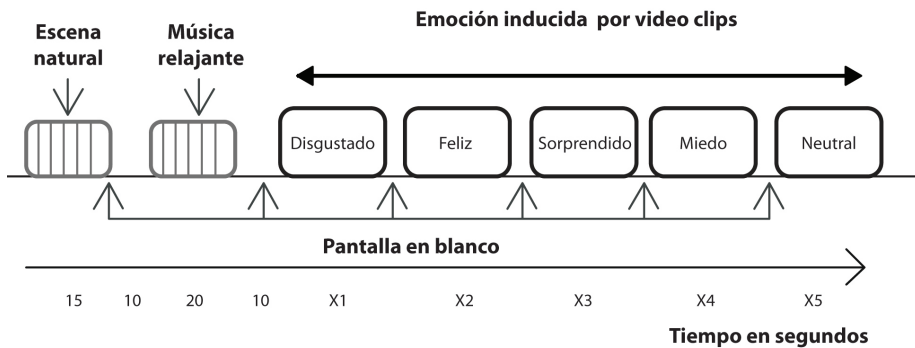 Emoción inducida por video clips
Escena
natural
Música
relajante
Disgustado
Feliz
Sorprendido
Miedo
Neutral
Pantalla en blanco
15 10 20 10 X1 X2 X3 X4 X5
Tiempo en segundos